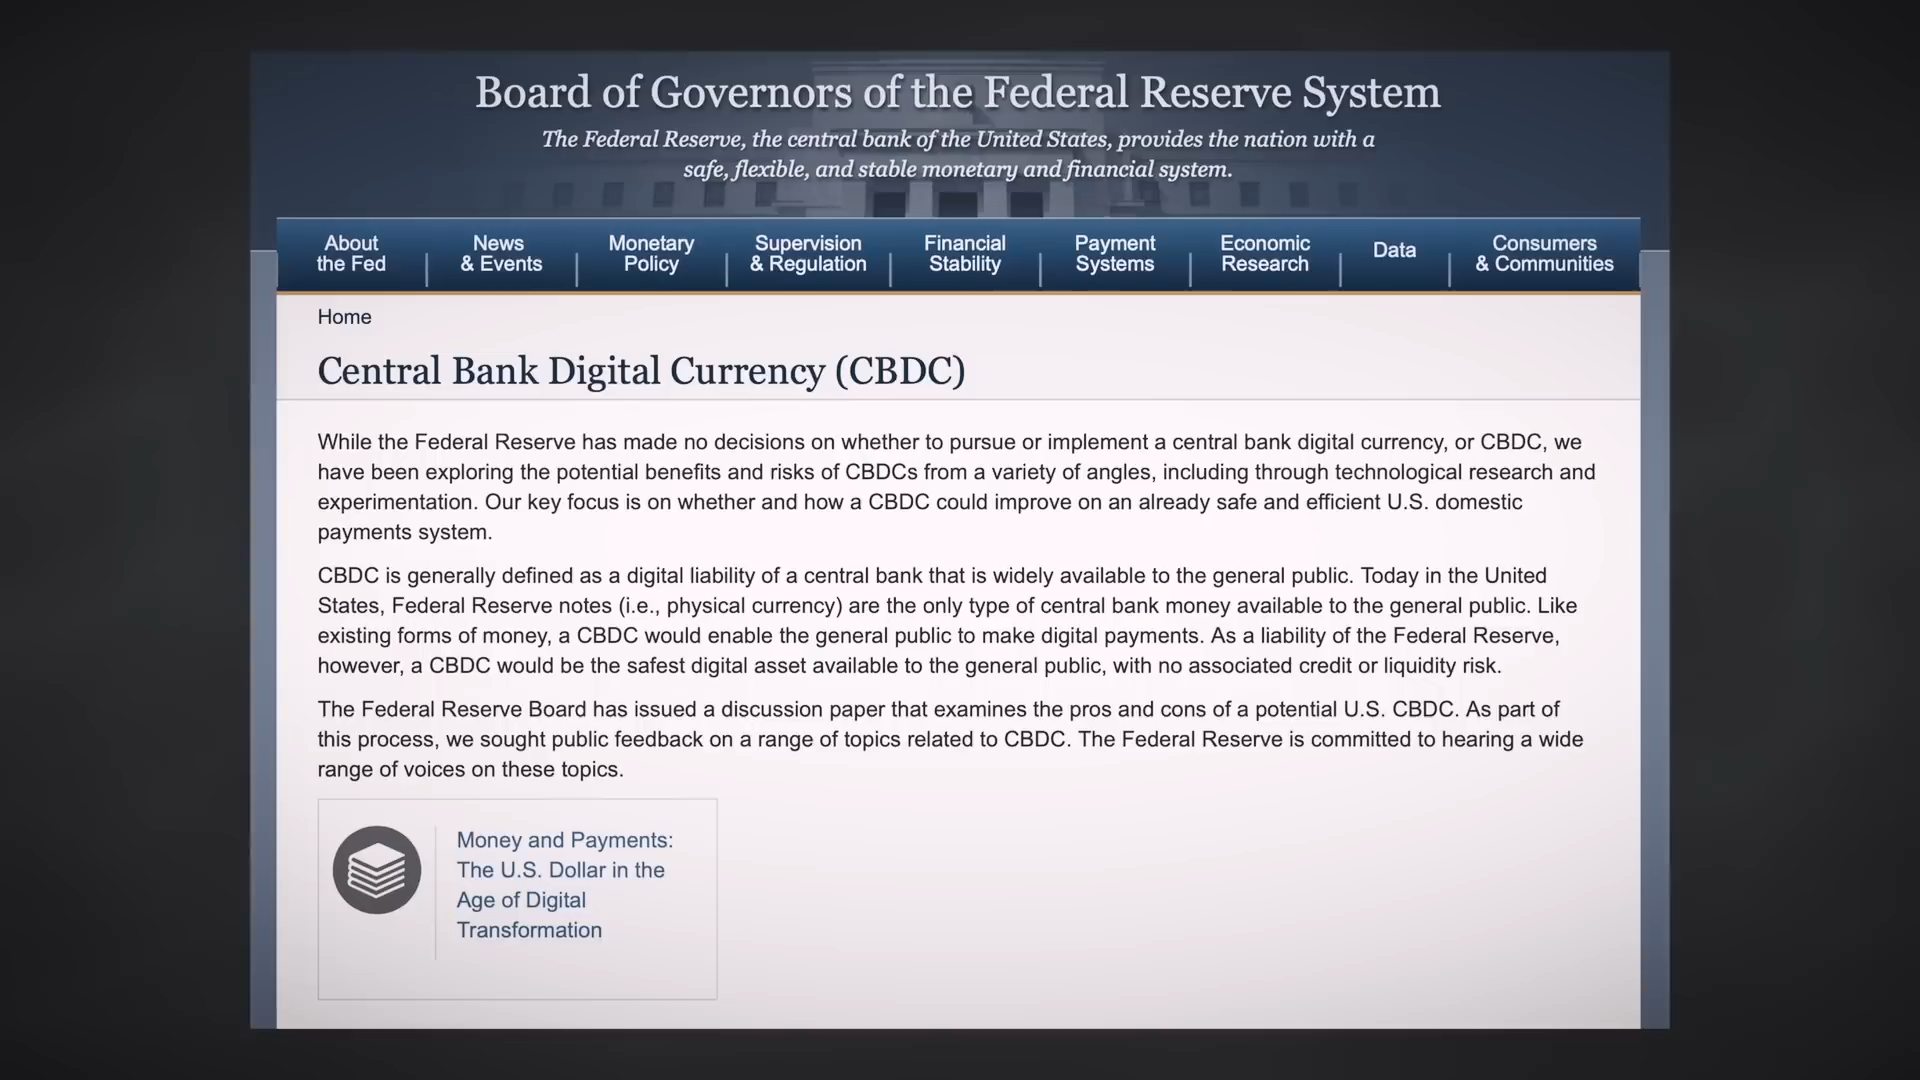 Board of Governors of the Federal Reserve System
The Federal Reserve, the central bank of the United States, provides the nation with a
safe, flexible, and stable monetary and financial system.
About
the Fed
News
& Events
Monetary
Policy
Supervision
& Regulation
Financial
Stability
Payment
Systems
Economic
Research
Data
Consumers
& Communities
Home
Central Bank Digital Currency (CBDC)
While the Federal Reserve has made no decisions on whether to pursue or implement a central bank digital currency, or CBDC, we
have been exploring the potential benefits and risks of CBDCs from a variety of angles, including through technological research and
experimentation. Our key focus is on whether and how a CBDC could improve on an already safe and efficient U.S. domestic
payments system.
CBDC is generally defined as a digital liability of a central bank that is widely available to the general public. Today in the United
States, Federal Reserve notes (i.e., physical currency) are the only type of central bank money available to the general public. Like
existing forms of money, a CBDC would enable the general public to make digital payments. As a liability of the Federal Reserve,
however, a CBDC would be the safest digital asset available to the general public, with no associated credit or liquidity risk.
The Federal Reserve Board has issued a discussion paper that examines the pros and cons of a potential U.S. CBDC. As part of
this process, we sought public feedback on a range of topics related to CBDC. The Federal Reserve is committed to hearing a wide
range of voices on these topics.
Money and Payments:
The U.S. Dollar in the
Age of Digital
Transformation